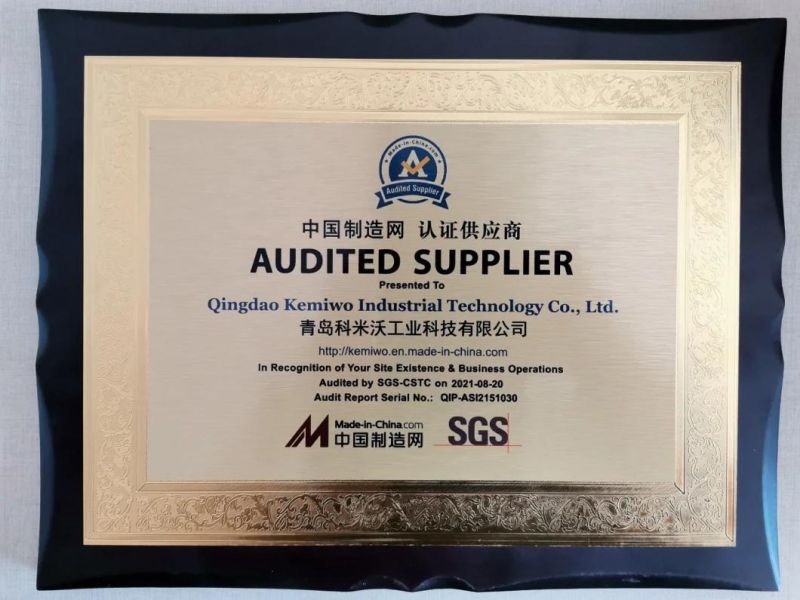 Made-in-China.com
A
Audited Supplier
中国制造网 认证供应商
AUDITED SUPPLIER
Presented To
Qingdao Kemiwo Industrial Technology Co., Ltd.
青岛科米沃工业科技有限公司
http://kemiwo.en.made-in-china.com
In Recognition of Your Site Existence & Business Operations
Audited by SGS-CSTC on 2021-08-20
Audit Report Serial No.: QIP-ASI2151030
Made-in-China.com
中国制造网
SGS